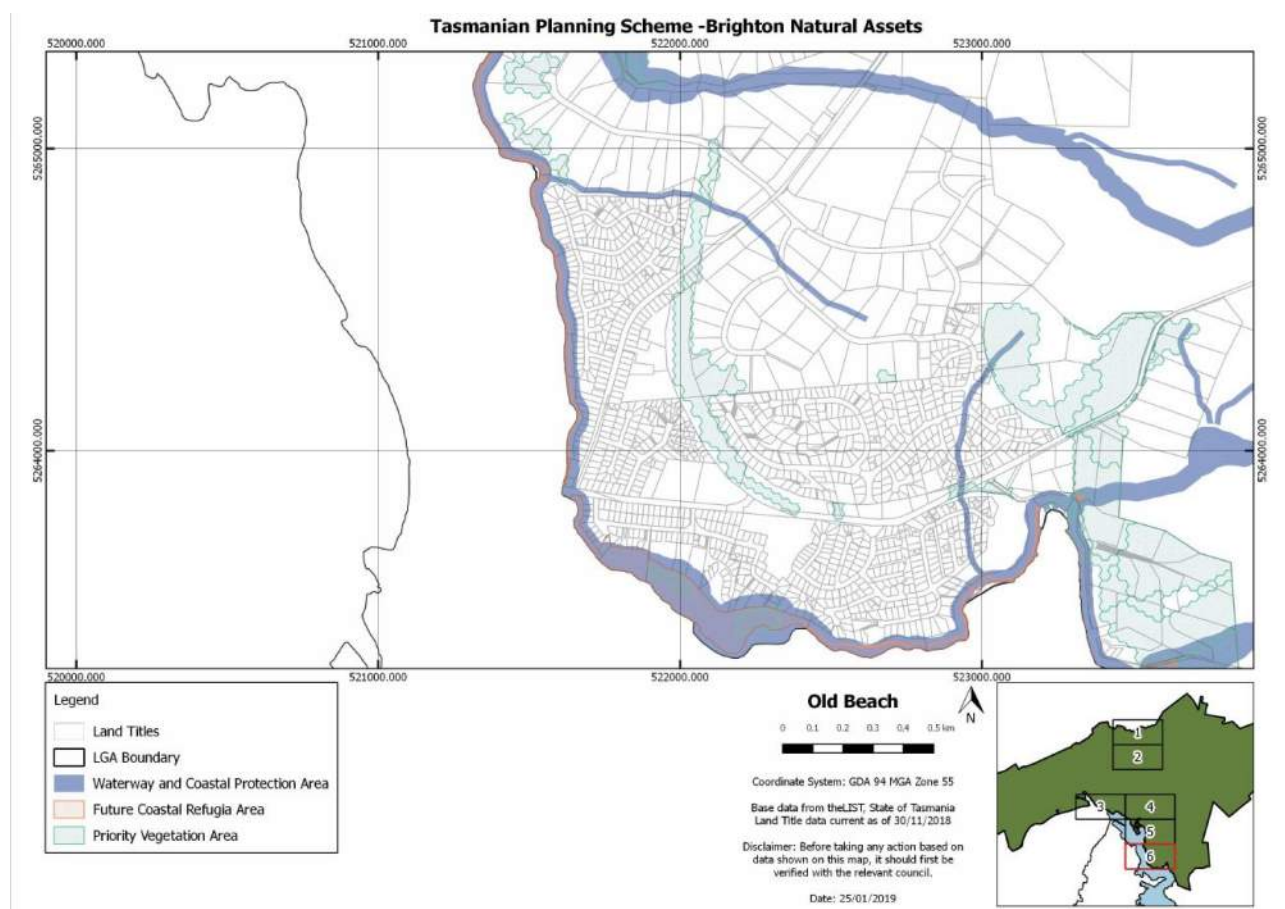 Tasmanian Planning Scheme -Brighton Natural Assets
520000.000
521000.000
522000.000
523000.000
5265000.000
5265000.000
5264000.000
5264000.000
520000.000
521000.000
522000.000
523000.000
Legend
Land Titles
LGA Boundary
Waterway and Coastal Protection Area
Future Coastal Refugia Area
Priority Vegetation Area
Old Beach
N
0 0.1 0.2 0.3 0.4 0.5 km
Coordinate System: GDA 94 MGA Zone 55
Base data from theLIST, State of Tasmania
Land Title data current as of 30/11/2018
Disclaimer: Before taking any action based on
data shown on this map, it should first be
verified with the relevant council.
Date: 25/01/2019
1
2
3
4
5
6